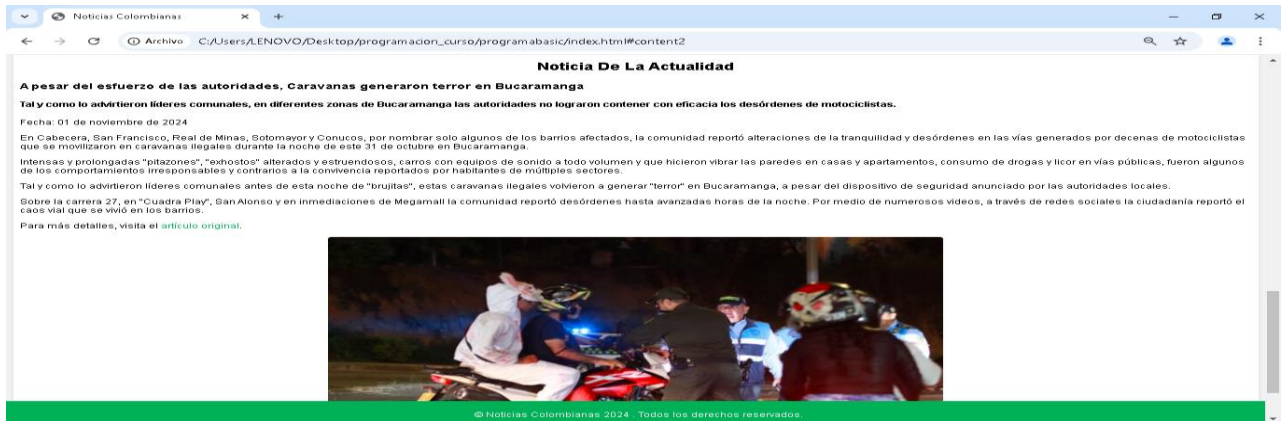 Noticias Colombianas
Archivo C:/Users/LENOVO/Desktop/programacion_curso/programabasic/index.html#content2
Noticia De La Actualidad
A pesar del esfuerzo de las autoridades, Caravanas generaron terror en Bucaramanga
Tal y como lo advirtieron líderes comunales, en diferentes zonas de Bucaramanga las autoridades no lograron contener con eficacia los desórdenes de motociclistas.
Fecha: 01 de noviembre de 2024
En Cabecera, San Francisco, Real de Minas, Sotomayor y Conucos, por nombrar solo algunos de los barrios afectados, la comunidad reportó alteraciones de la tranquilidad y desórdenes en las vías generados por decenas de motociclistas
que se movilizaron en caravanas ilegales durante la noche de este 31 de octubre en Bucaramanga.
Intensas y prolongadas "pitazones", "exhostos" alterados y estruendosos, carros con equipos de sonido a todo volumen y que hicieron vibrar las paredes en casas y apartamentos, consumo de drogas y licor en vías públicas, fueron algunos
de los comportamientos irresponsables y contrarios a la convivencia reportados por habitantes de múltiples sectores.
Tal y como lo advirtieron líderes comunales antes de esta noche de "brujitas", estas caravanas ilegales volvieron a generar "terror" en Bucaramanga, a pesar del dispositivo de seguridad anunciado por las autoridades locales.
Sobre la carrera 27, en "Cuadra Play", San Alonso y en inmediaciones de Megamall la comunidad reportó desórdenes hasta avanzadas horas de la noche. Por medio de numerosos videos, a través de redes sociales la ciudadanía reportó el
caos vial que se vivió en los barrios.
Para más detalles, visita el artículo original.
© Noticias Colombianas 2024 . Todos los derechos reservados.